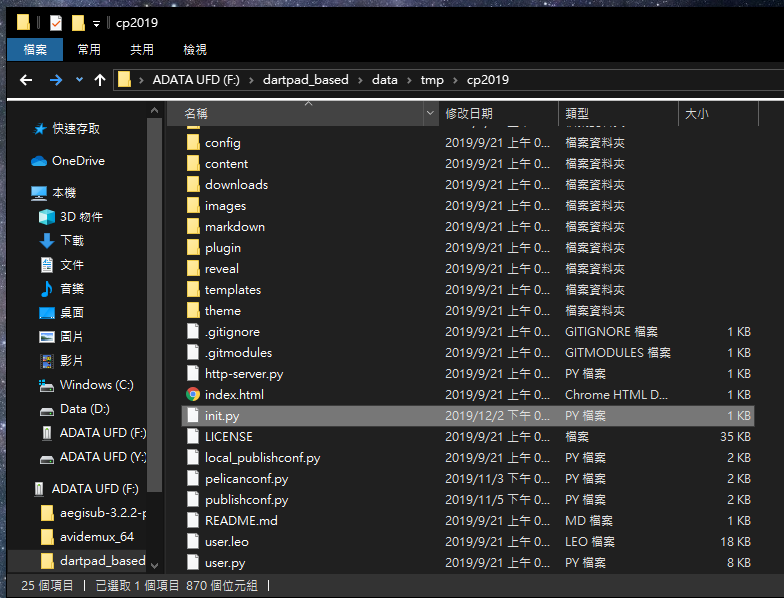 cp2019
檔案 常用 共用 檢視
ADATA UFD (F:) › dartpad_based › data › tmp › cp2019
名稱 修改日期 類型 大小
快速存取
OneDrive
本機
3D 物件
下載
文件
音樂
桌面
圖片
影片
Windows (C:)
Data (D:)
ADATA UFD (F:)
ADATA UFD (Y:)
ADATA UFD (F:)
aegisub-3.2.2-p
avidemux_64
dartpad_based
config 2019/9/21 上午 0... 檔案資料夾
content 2019/9/21 上午 0... 檔案資料夾
downloads 2019/9/21 上午 0... 檔案資料夾
images 2019/9/21 上午 0... 檔案資料夾
markdown 2019/9/21 上午 0... 檔案資料夾
plugin 2019/9/21 上午 0... 檔案資料夾
reveal 2019/9/21 上午 0... 檔案資料夾
templates 2019/9/21 上午 0... 檔案資料夾
theme 2019/9/21 上午 0... 檔案資料夾
.gitignore 2019/9/21 上午 0... GITIGNORE 檔案 1 KB
.gitmodules 2019/9/21 上午 0... GITMODULES 檔案 1 KB
http-server.py 2019/9/21 上午 0... PY 檔案 1 KB
index.html 2019/9/21 上午 0... Chrome HTML D... 1 KB
init.py 2019/12/2 下午 0... PY 檔案 1 KB
LICENSE 2019/9/21 上午 0... 檔案 35 KB
local_publishconf.py 2019/9/21 上午 0... PY 檔案 2 KB
pelicanconf.py 2019/11/3 下午 0... PY 檔案 2 KB
publishconf.py 2019/11/5 下午 0... PY 檔案 2 KB
README.md 2019/9/21 上午 0... MD 檔案 1 KB
user.leo 2019/9/21 上午 0... LEO 檔案 18 KB
user.py 2019/9/21 上午 0... PY 檔案 8 KB
25 個項目 | 已選取 1 個項目 870 個位元組 |